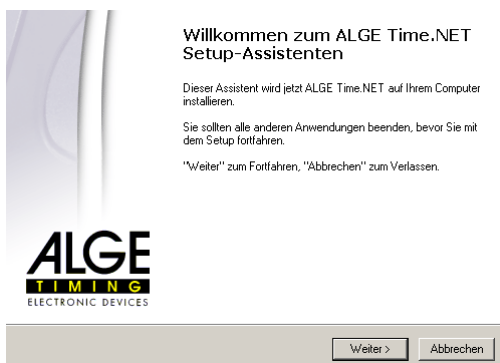 Willkommen zum ALGE Time.NET
Setup-Assistenten
Dieser Assistent wird jetzt ALGE Time.NET auf Ihrem Computer
installieren.
Sie sollten alle anderen Anwendungen beenden, bevor Sie mit
dem Setup fortfahren.
"Weiter" zum Fortfahren, "Abbrechen" zum Verlassen.
ALGE
TIMING
ELECTRONIC DEVICES
Weiter >
Abbrechen